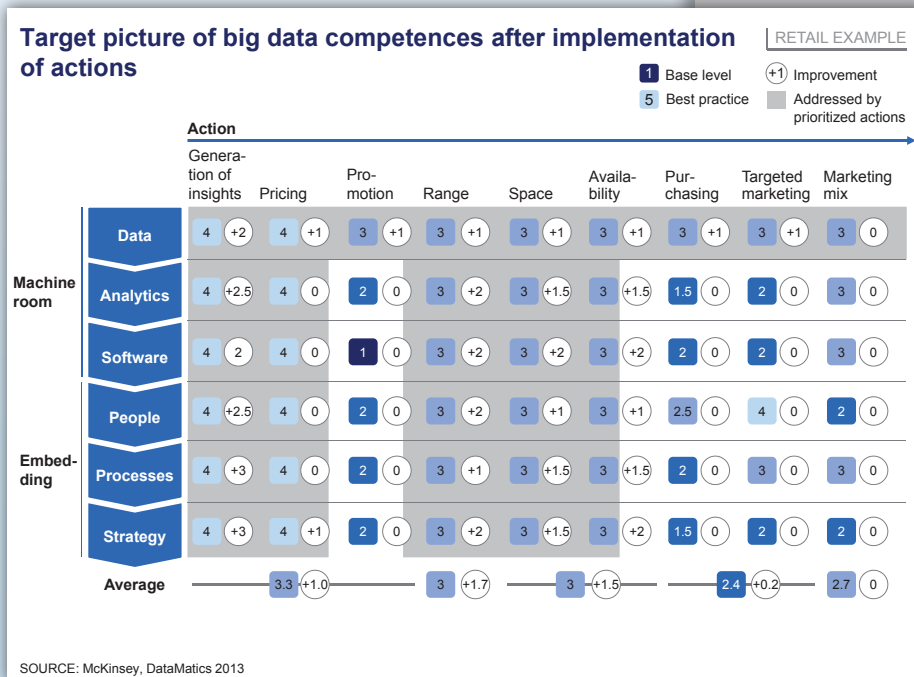 Target picture of big data competences after implementation
of actions
RETAIL EXAMPLE
1 Base level
+1 Improvement
5 Best practice
Addressed by
prioritized actions
Action
Genera-
tion of
insights
Pricing
Pro-
motion
Range
Space
Availa-
bility
Pur-
chasing
Targeted
marketing
Marketing
mix
Machine
room
Data 4 +2 4 +1 3 +1 3 +1 3 +1 3 +1 3 +1 3 +1 3 0
Analytics 4 +2.5 4 0 2 0 3 +2 3 +1.5 3 +1.5 1.5 0 2 0 3 0
Software 4 2 4 0 1 0 3 +2 3 +2 3 +2 2 0 2 0 3 0
Embed-
ding
People 4 +2.5 4 0 2 0 3 +2 3 +1 3 +1 2.5 0 4 0 2 0
Processes 4 +3 4 0 2 0 3 +1 3 +1.5 3 +1.5 2 0 3 0 3 0
Strategy 4 +3 4 +1 2 0 3 +2 3 +1.5 3 +2 1.5 0 2 0 2 0
Average 3.3 +1.0 3 +1.7 3 +1.5 2.4 +0.2 2.7 0
SOURCE: McKinsey, DataMatics 2013